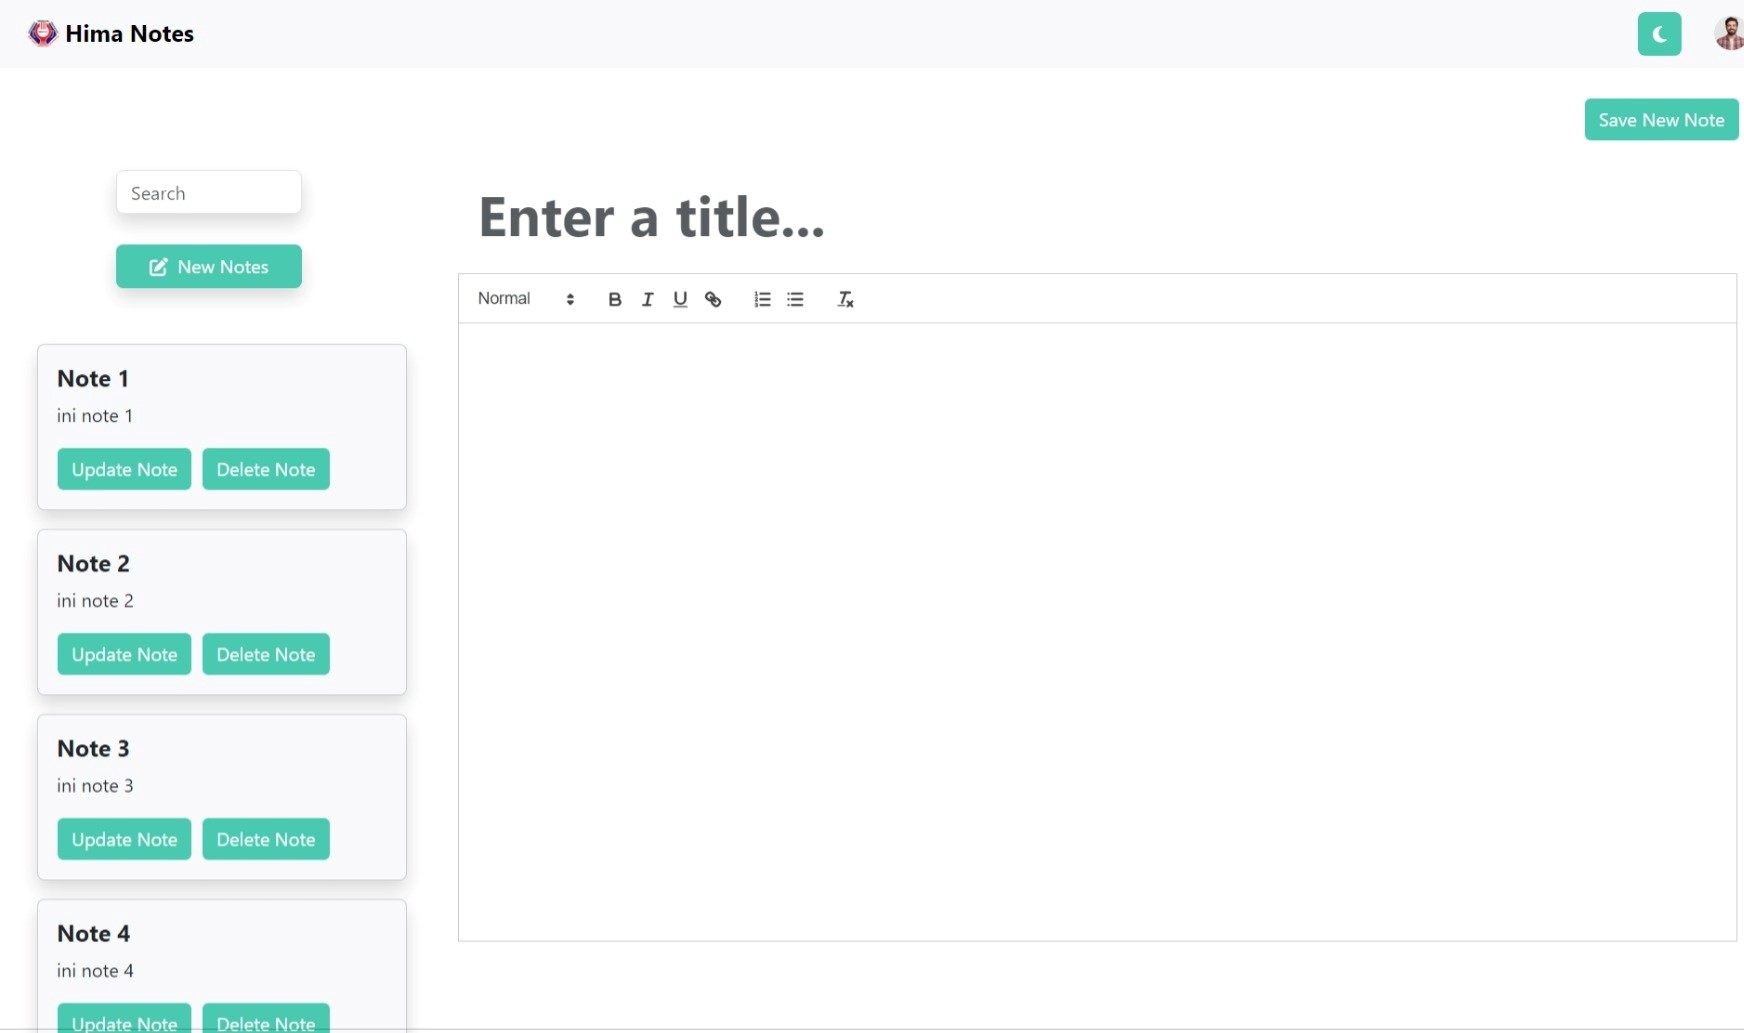 Hima Notes
Save New Note
Search
New Notes
Enter a title...
Normal
Note 1
ini note 1
Update Note Delete Note
Note 2
ini note 2
Update Note Delete Note
Note 3
ini note 3
Update Note Delete Note
Note 4
ini note 4
Update Note Delete Note